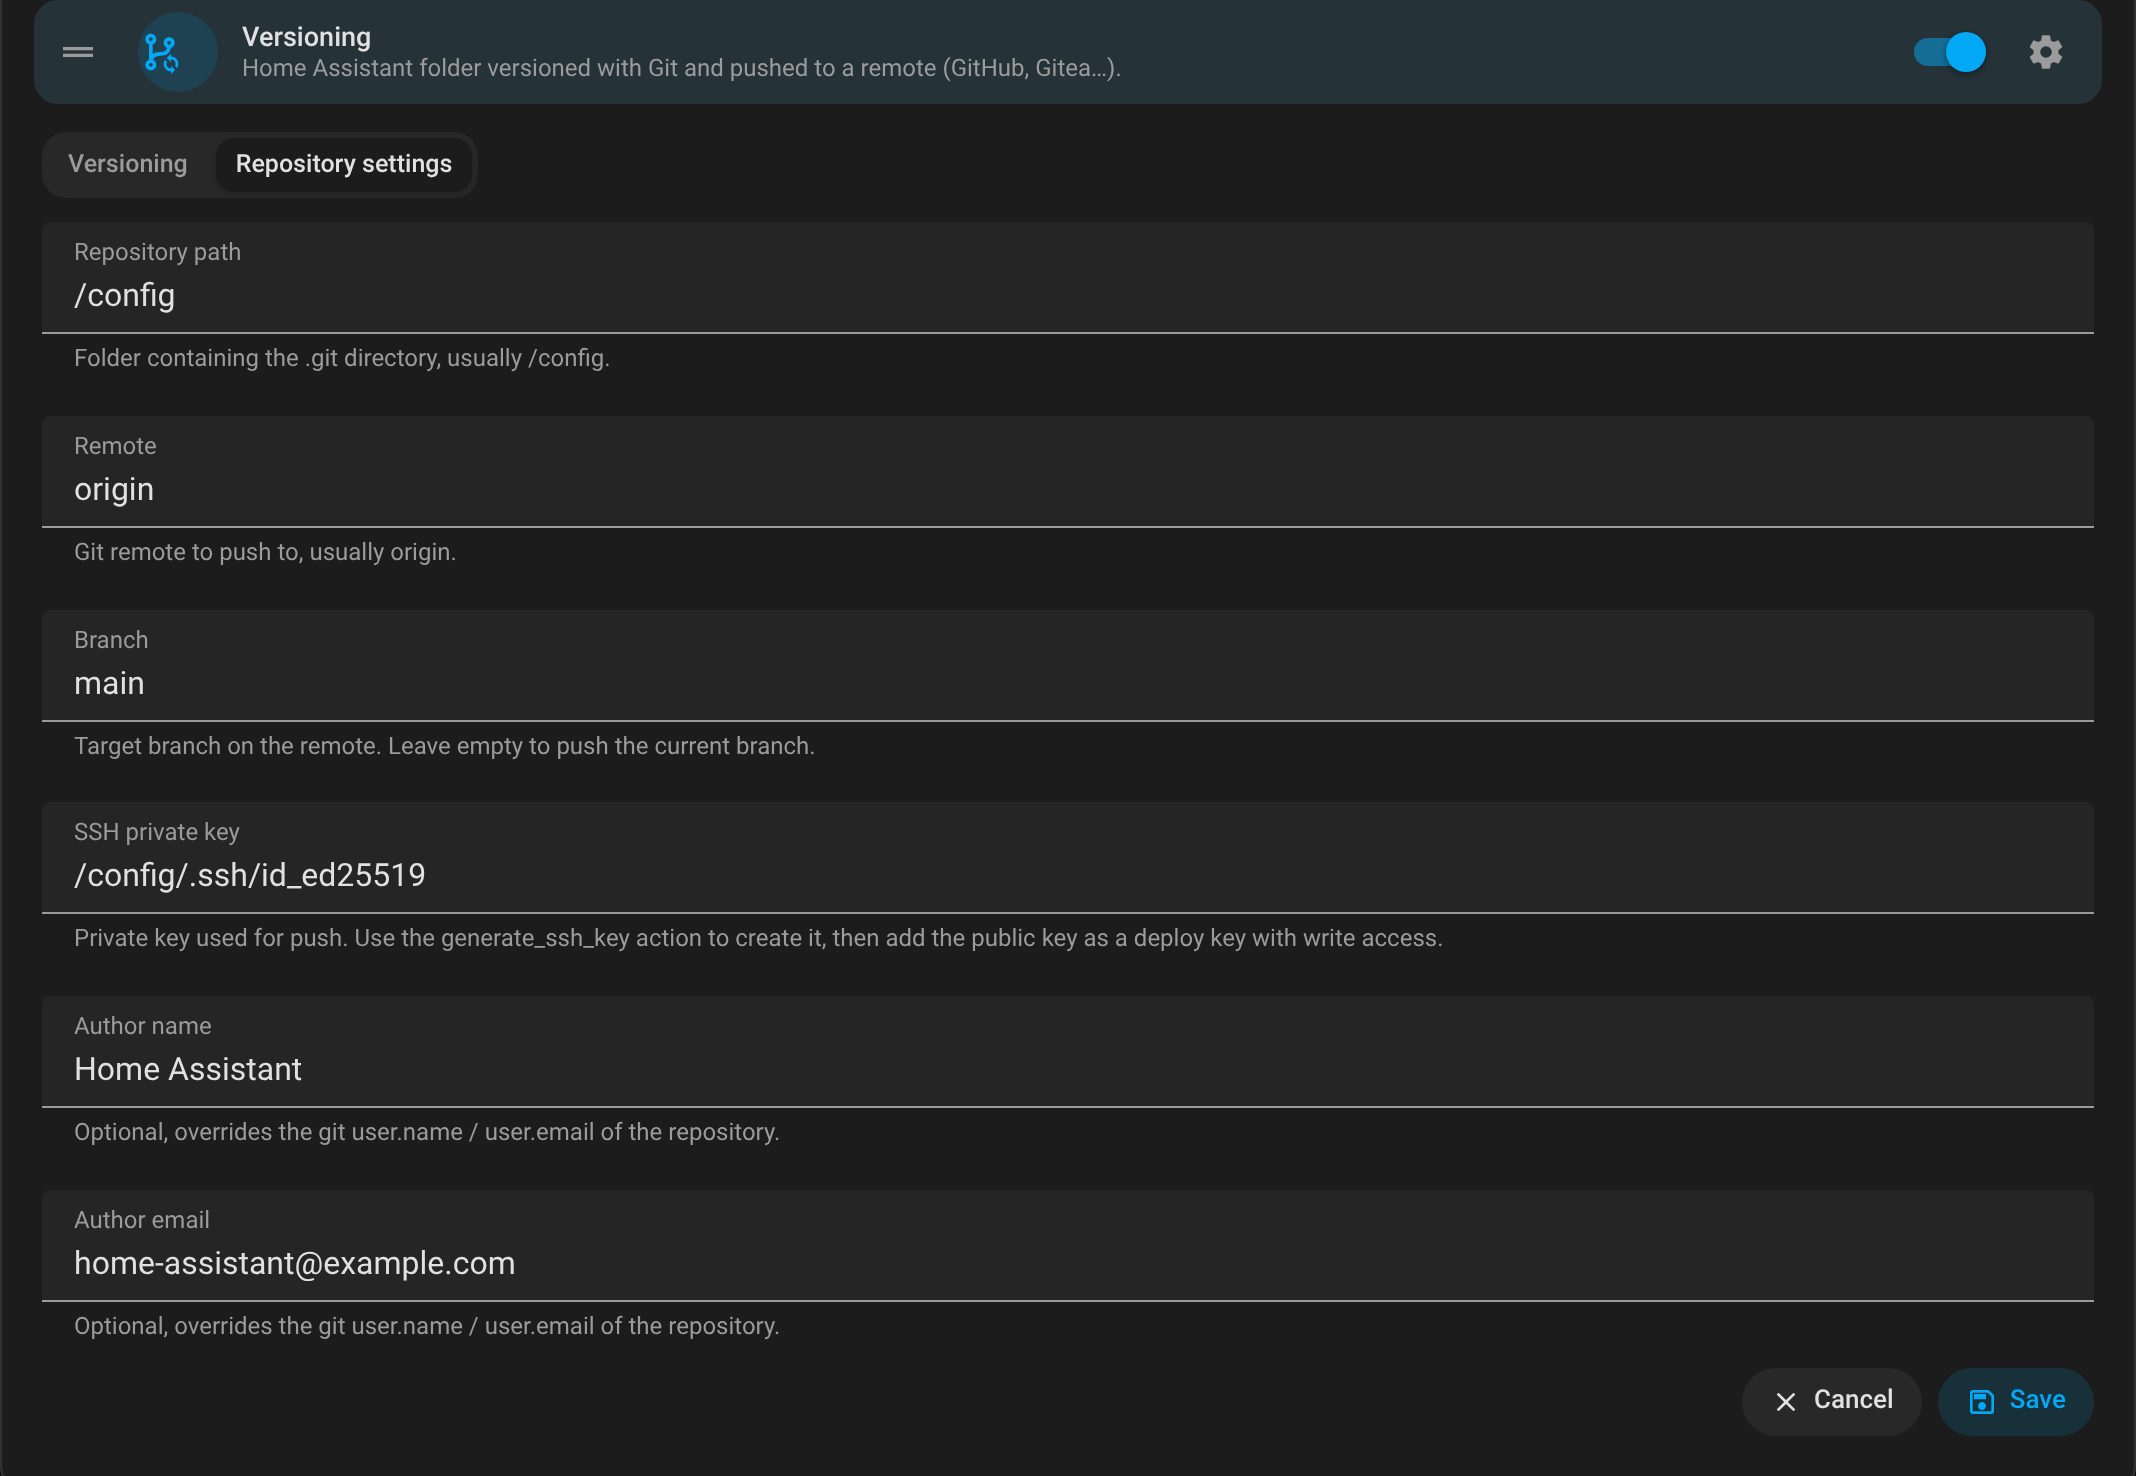 Versioning
Home Assistant folder versioned with Git and pushed to a remote (GitHub, Gitea...).
Versioning
Repository settings
Repository path
/config
Folder containing the .git directory, usually /config.
Remote
origin
Git remote to push to, usually origin.
Branch
main
Target branch on the remote. Leave empty to push the current branch.
SSH private key
/config/.ssh/id_ed25519
Private key used for push. Use the generate_ssh_key action to create it, then add the public key as a deploy key with write access.
Author name
Home Assistant
Optional, overrides the git user.name / user.email of the repository.
Author email
home-assistant@example.com
Optional, overrides the git user.name / user.email of the repository.
Cancel
Save